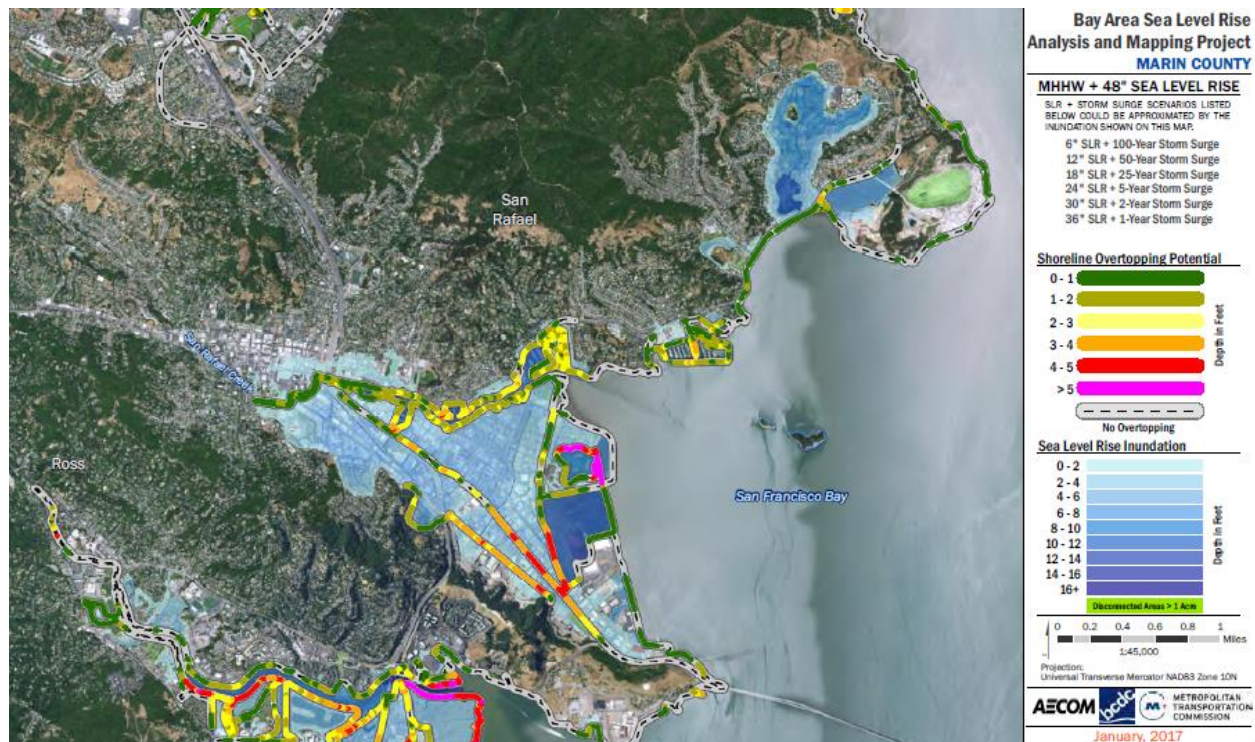 San
Rafael
San Rafael Creek
Ross
San Francisco Bay
Bay Area Sea Level Rise
Analysis and Mapping Project
MARIN COUNTY
MHHW + 48" SEA LEVEL RISE
SLR + STORM SURGE SCENARIOS LISTED
BELOW COULD BE APPROXIMATED BY THE
INUNDATION SHOWN ON THIS MAP.
6" SLR + 100-Year Storm Surge
12" SLR + 50-Year Storm Surge
18" SLR + 25-Year Storm Surge
24" SLR + 5-Year Storm Surge
30" SLR + 2-Year Storm Surge
36" SLR + 1-Year Storm Surge
Shoreline Overtopping Potential
0 - 1
1 - 2
2 - 3
3 - 4
4 - 5
> 5
Depth in Feet
No Overtopping
Sea Level Rise Inundation
0 - 2
2 - 4
4 - 6
6 - 8
8 - 10
10 - 12
12 - 14
14 - 16
16+
Depth in Feet
Disconnected Areas > 1 Acre
0 0.2 0.4 0.6 0.8 1
Miles
1:45,000
Projection:
Universal Transverse Mercator NAD83 Zone 10N
AECOM
bcdc
M
METROPOLITAN
TRANSPORTATION
COMMISSION
January, 2017